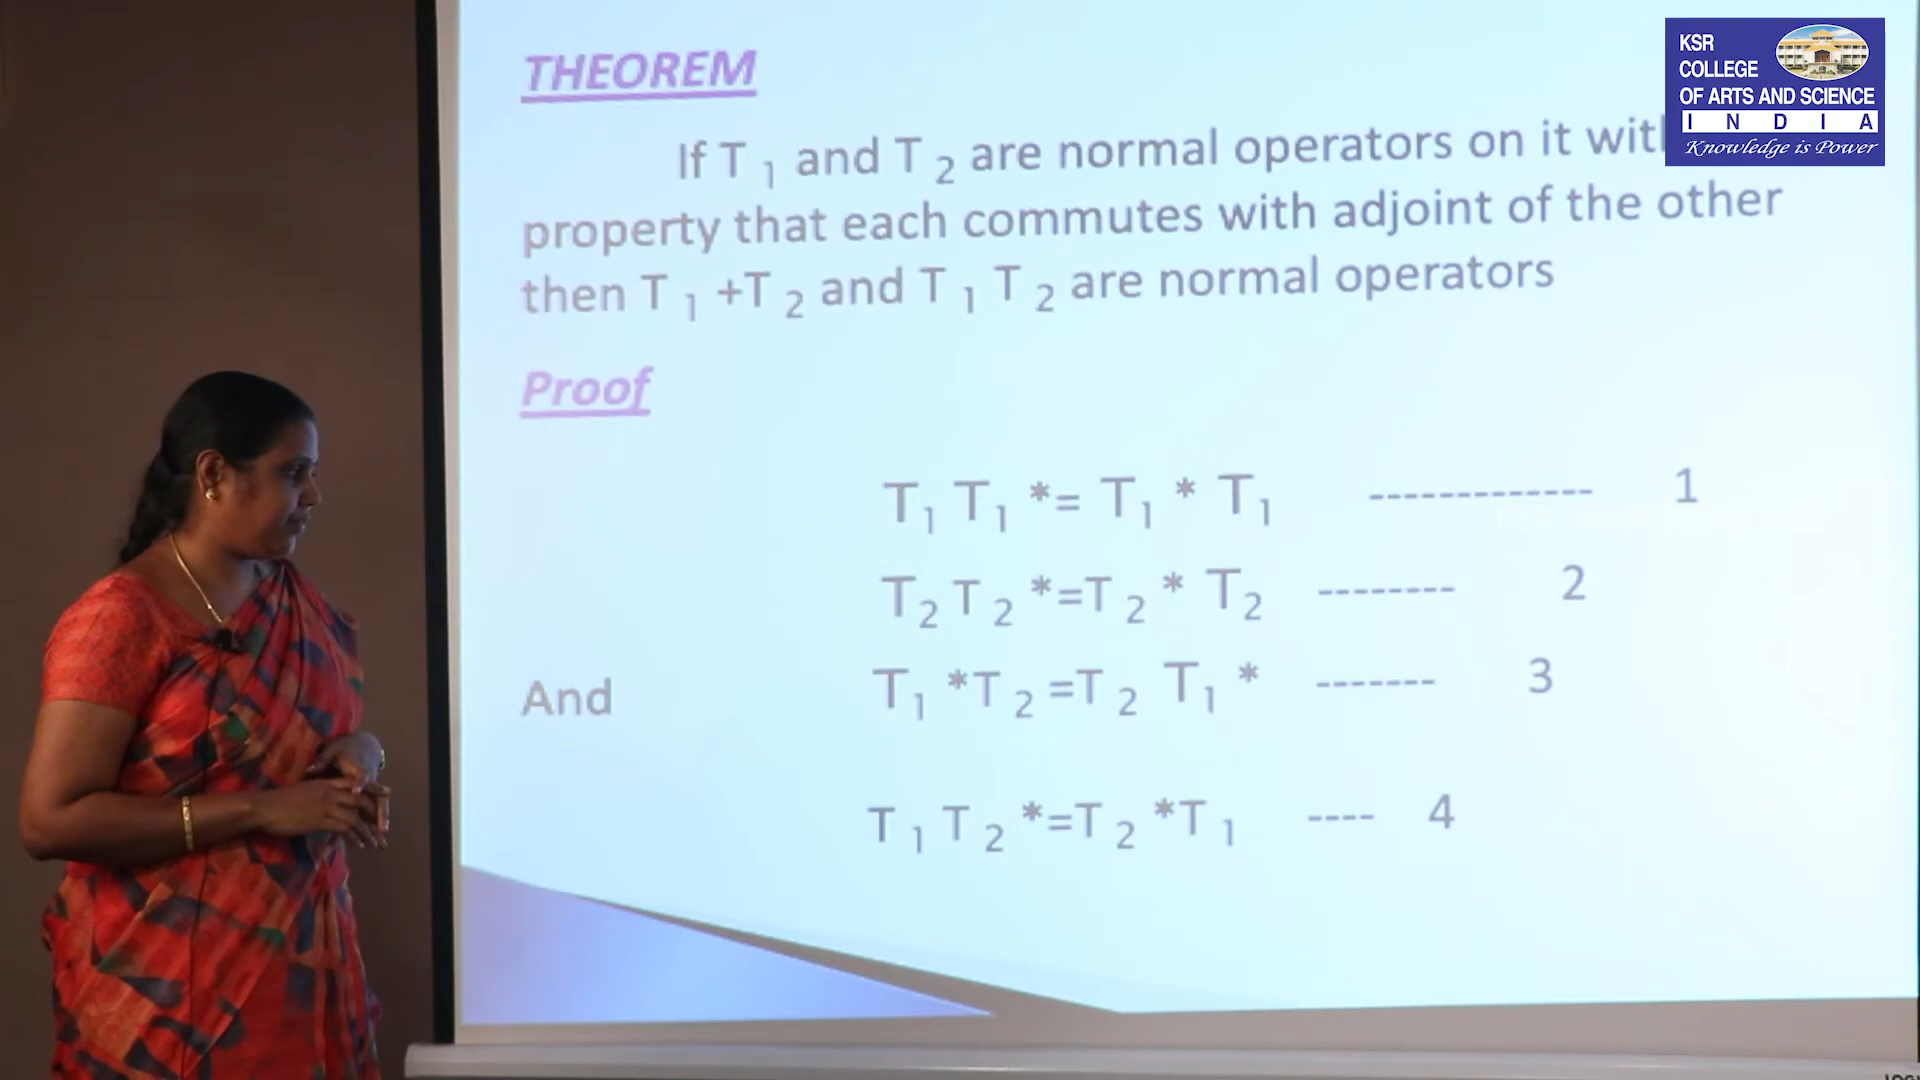 THEOREM
KSR
COLLEGE
OF ARTS AND SCIENCE
INDIA
Knowledge is Power
If T 1 and T 2 are normal operators on it
property that each commutes with adjoint of the other
then T 1 +T 2 and T 1 T 2 are normal operators
Proof
T1 T1 *= T1 * T1 ------------- 1
T2 T 2 *=T 2 * T2 -------- 2
And T1 *T 2 =T 2 T1 * ------- 3
T 1 T 2 *=T 2 *T 1 ---- 4